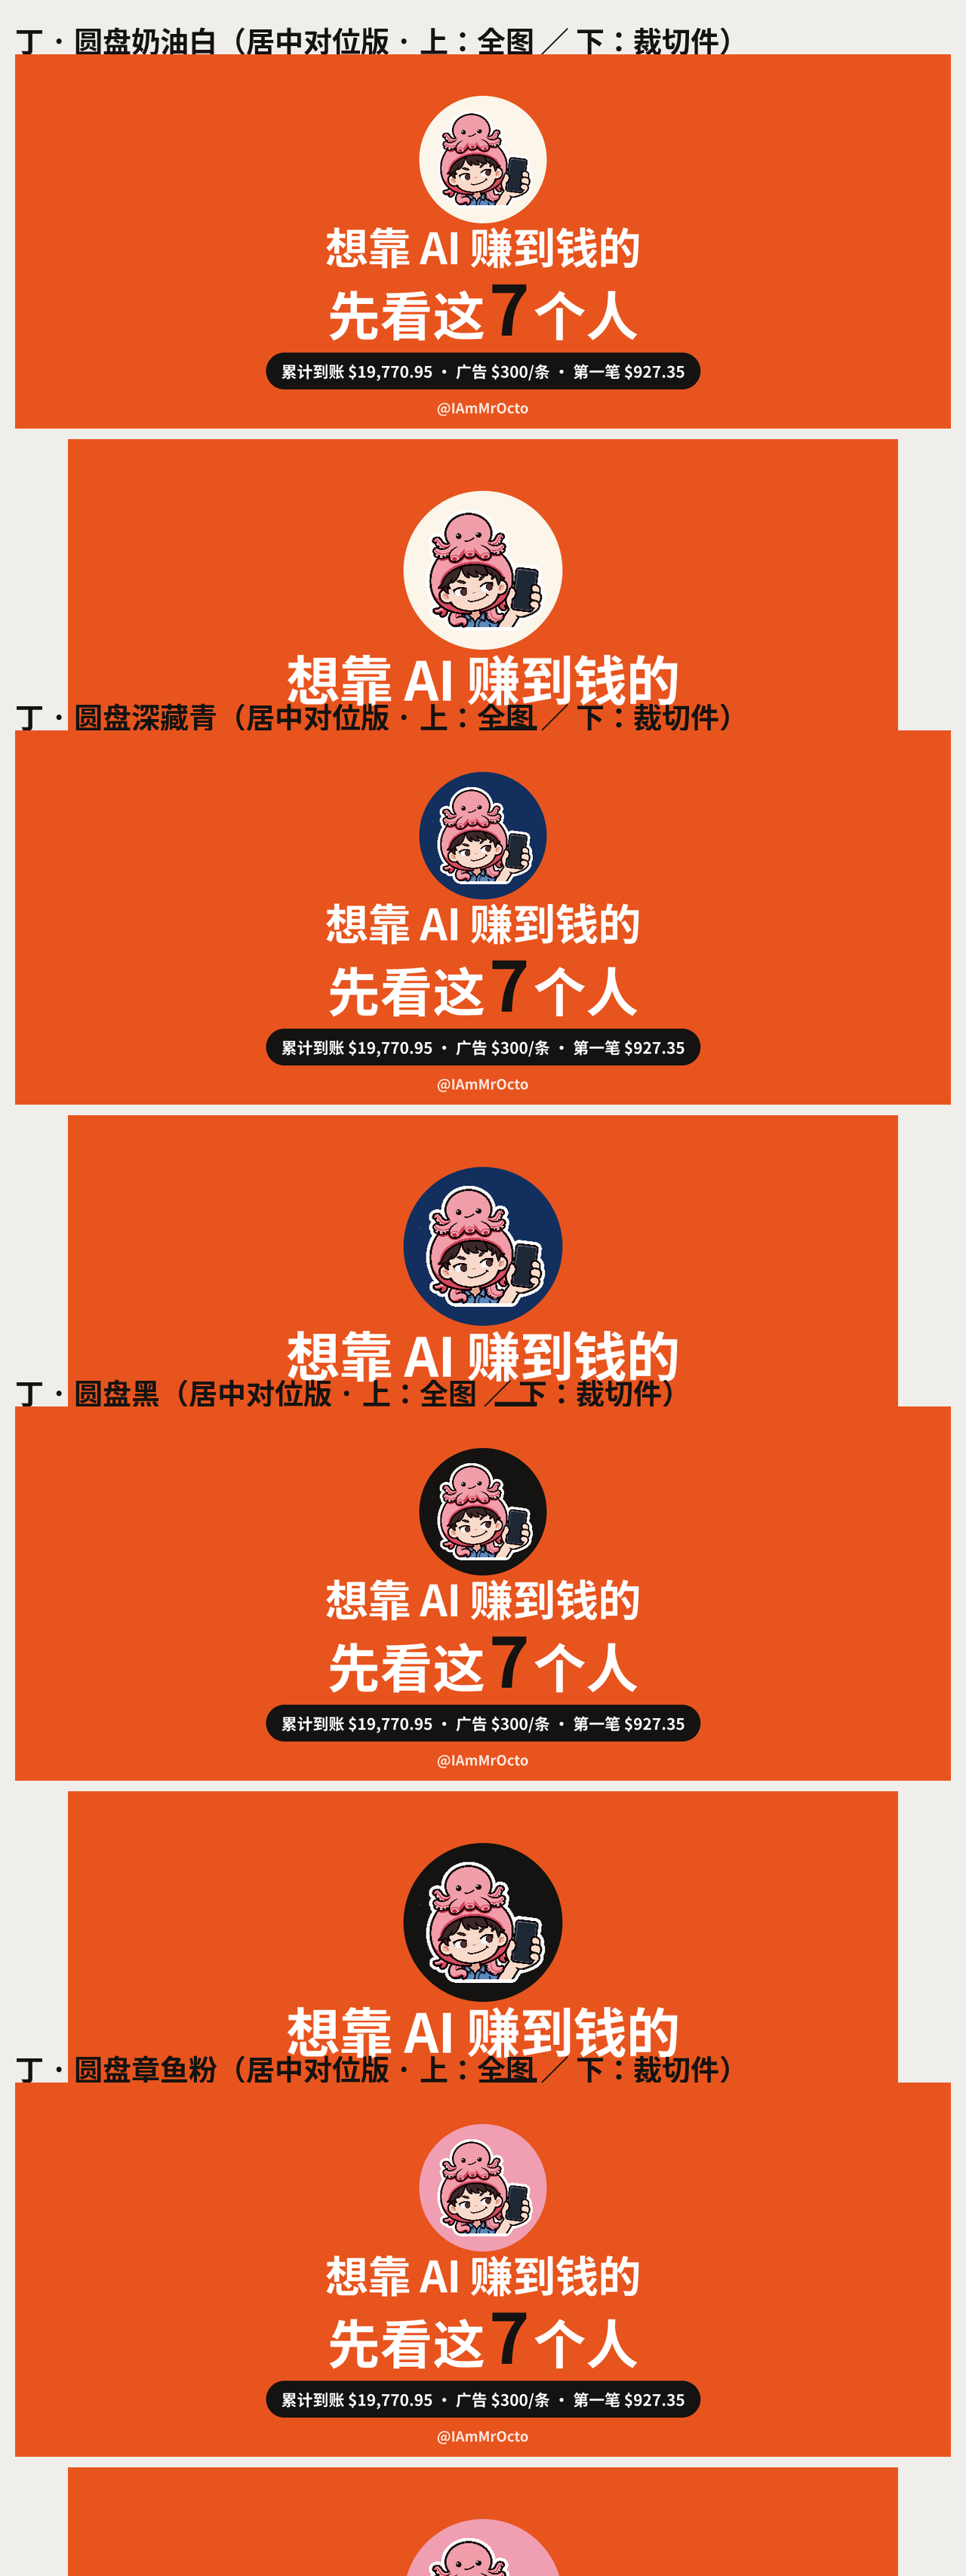 丁 · 圆盘奶油白（居中对位版 · 上：全图 ／ 下：裁切件）
想靠 AI 赚到钱的
先看这7个人
累计到账 $19,770.95 · 广告 $300/条 · 第一笔 $927.35
@IAmMrOcto
想靠 AI 赚到钱的
丁 · 圆盘深藏青（居中对位版 · 上：全图 ／ 下：裁切件）
想靠 AI 赚到钱的
先看这7个人
累计到账 $19,770.95 · 广告 $300/条 · 第一笔 $927.35
@IAmMrOcto
想靠 AI 赚到钱的
丁 · 圆盘黑（居中对位版 · 上：全图 ／ 下：裁切件）
想靠 AI 赚到钱的
先看这7个人
累计到账 $19,770.95 · 广告 $300/条 · 第一笔 $927.35
@IAmMrOcto
想靠 AI 赚到钱的
丁 · 圆盘章鱼粉（居中对位版 · 上：全图 ／ 下：裁切件）
想靠 AI 赚到钱的
先看这7个人
累计到账 $19,770.95 · 广告 $300/条 · 第一笔 $927.35
@IAmMrOcto